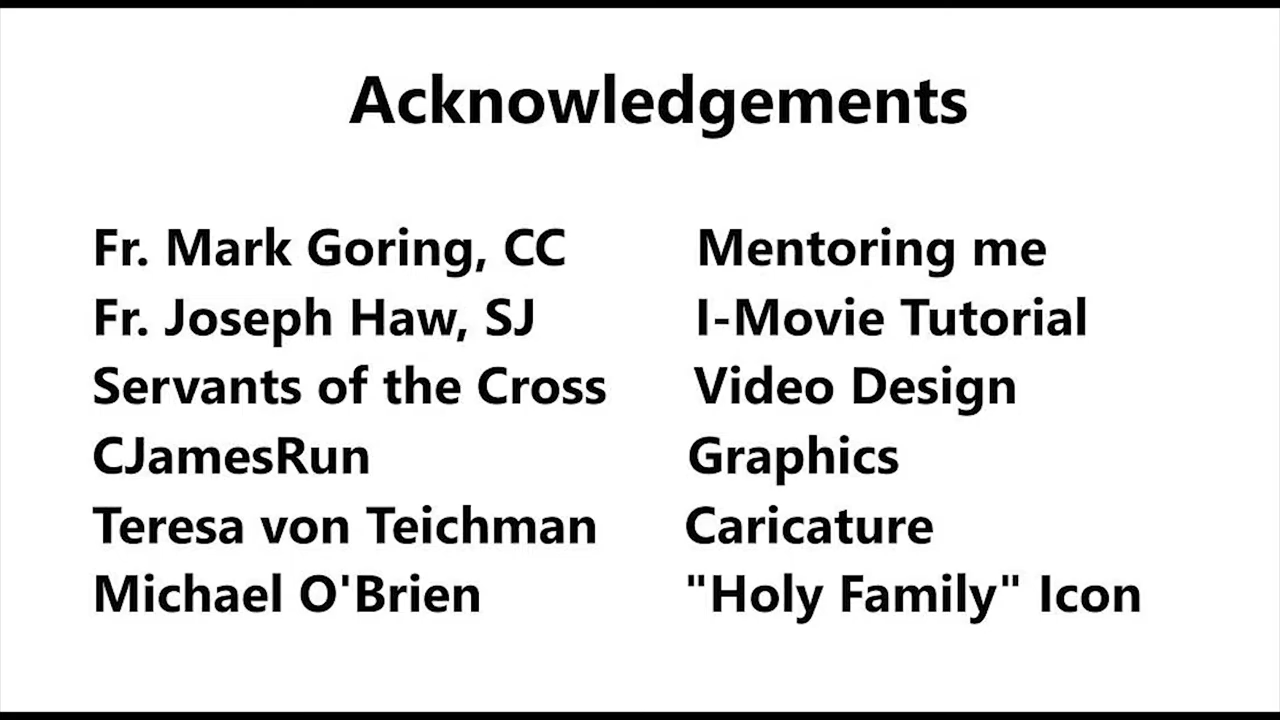 Acknowledgements
Fr. Mark Goring, CC Mentoring me
Fr. Joseph Haw, SJ I-Movie Tutorial
Servants of the Cross Video Design
CJamesRun Graphics
Teresa von Teichman Caricature
Michael O'Brien "Holy Family" Icon